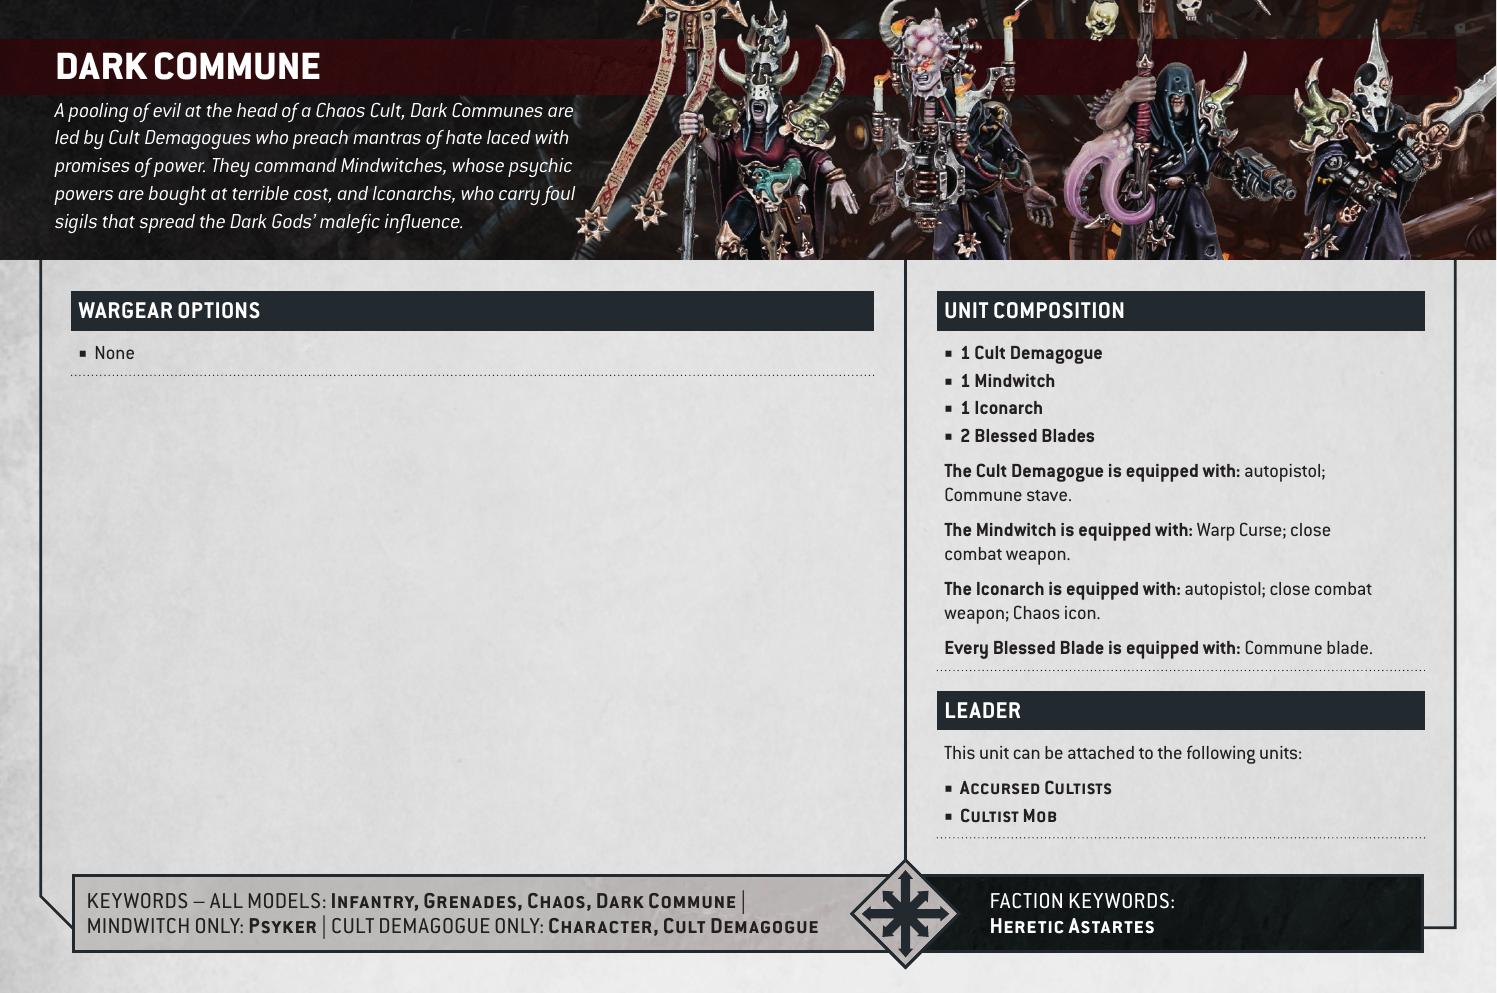 DARK COMMUNE
A pooling of evil at the head of a Chaos Cult, Dark Communes are
led by Cult Demagogues who preach mantras of hate laced with
promises of power. They command Mindwitches, whose psychic
powers are bought at terrible cost, and Iconarchs, who carry foul
sigils that spread the Dark Gods’ malefic influence.
WARGEAR OPTIONS
▪ None
UNIT COMPOSITION
▪ 1 Cult Demagogue
▪ 1 Mindwitch
▪ 1 Iconarch
▪ 2 Blessed Blades
The Cult Demagogue is equipped with: autopistol;
Commune stave.
The Mindwitch is equipped with: Warp Curse; close
combat weapon.
The Iconarch is equipped with: autopistol; close combat
weapon; Chaos icon.
Every Blessed Blade is equipped with: Commune blade.
LEADER
This unit can be attached to the following units:
▪ Accursed Cultists
▪ Cultist Mob
KEYWORDS – ALL MODELS: Infantry, Grenades, Chaos, Dark Commune |
MINDWITCH ONLY: Psyker | CULT DEMAGOGUE ONLY: Character, Cult Demagogue
FACTION KEYWORDS:
Heretic Astartes